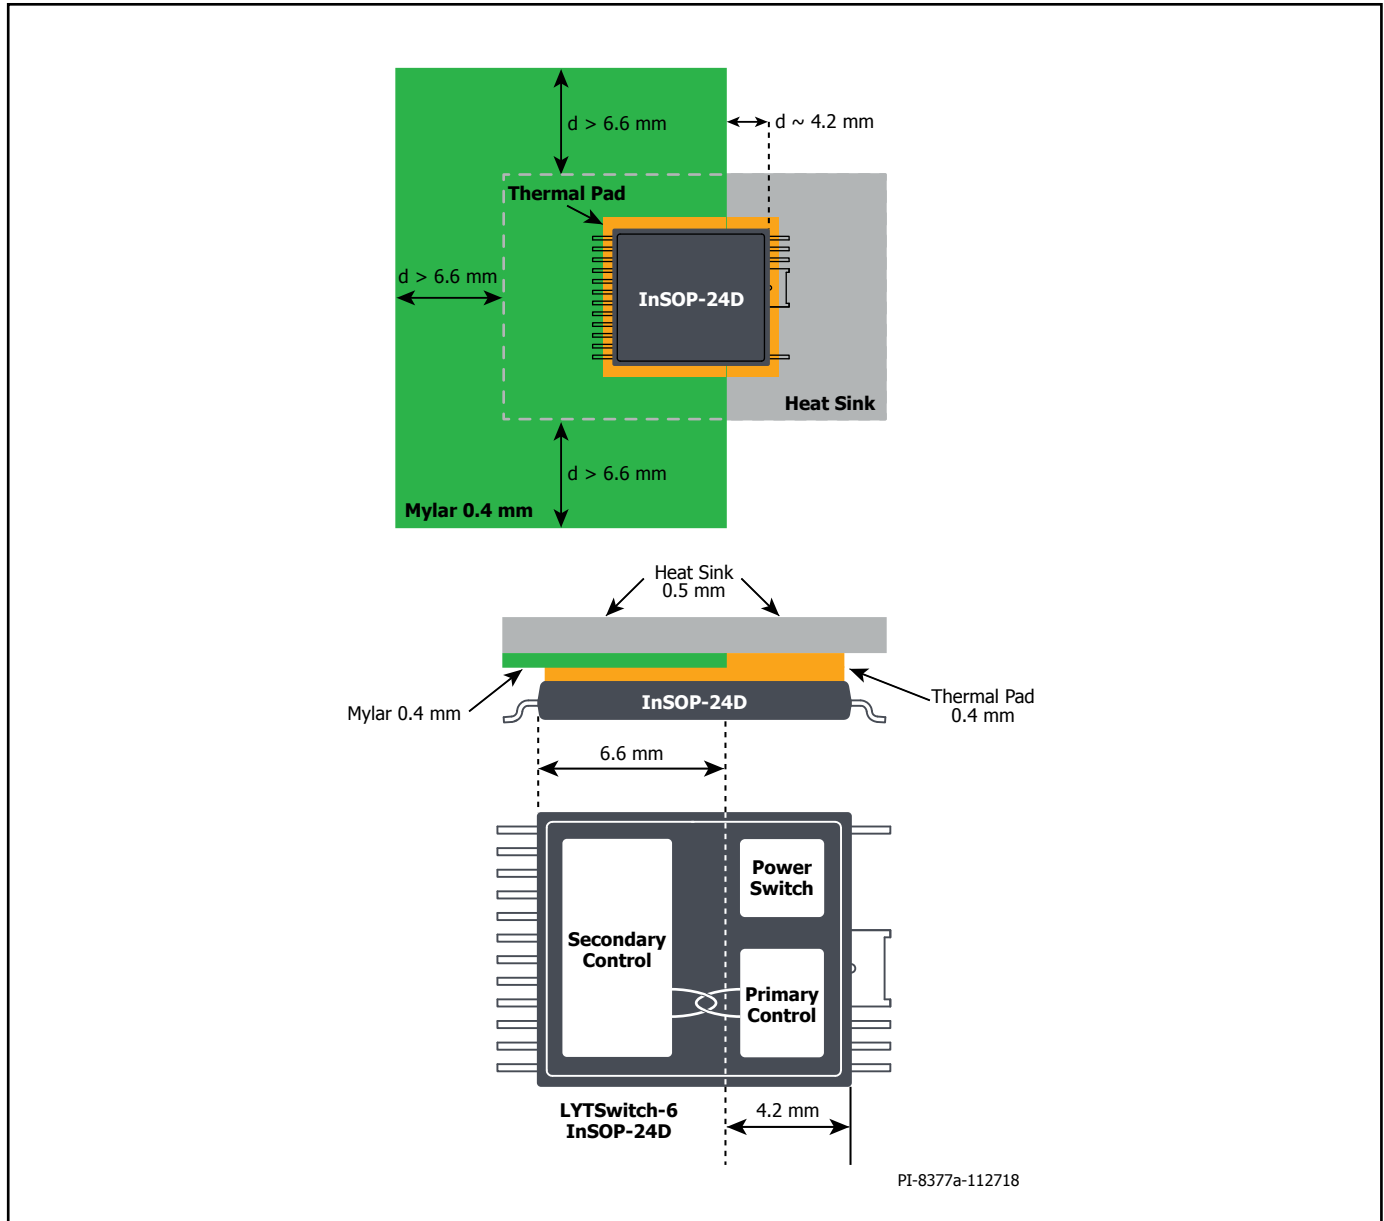 d > 6.6 mm
d ~ 4.2 mm
Thermal Pad
d > 6.6 mm
InSOP-24D
Heat Sink
d > 6.6 mm
Mylar 0.4 mm
Heat Sink
0.5 mm
InSOP-24D
Mylar 0.4 mm
Thermal Pad
0.4 mm
6.6 mm
Power
Switch
Secondary
Control
Primary
Control
LYTSwitch-6
InSOP-24D
4.2 mm
PI-8377a-112718